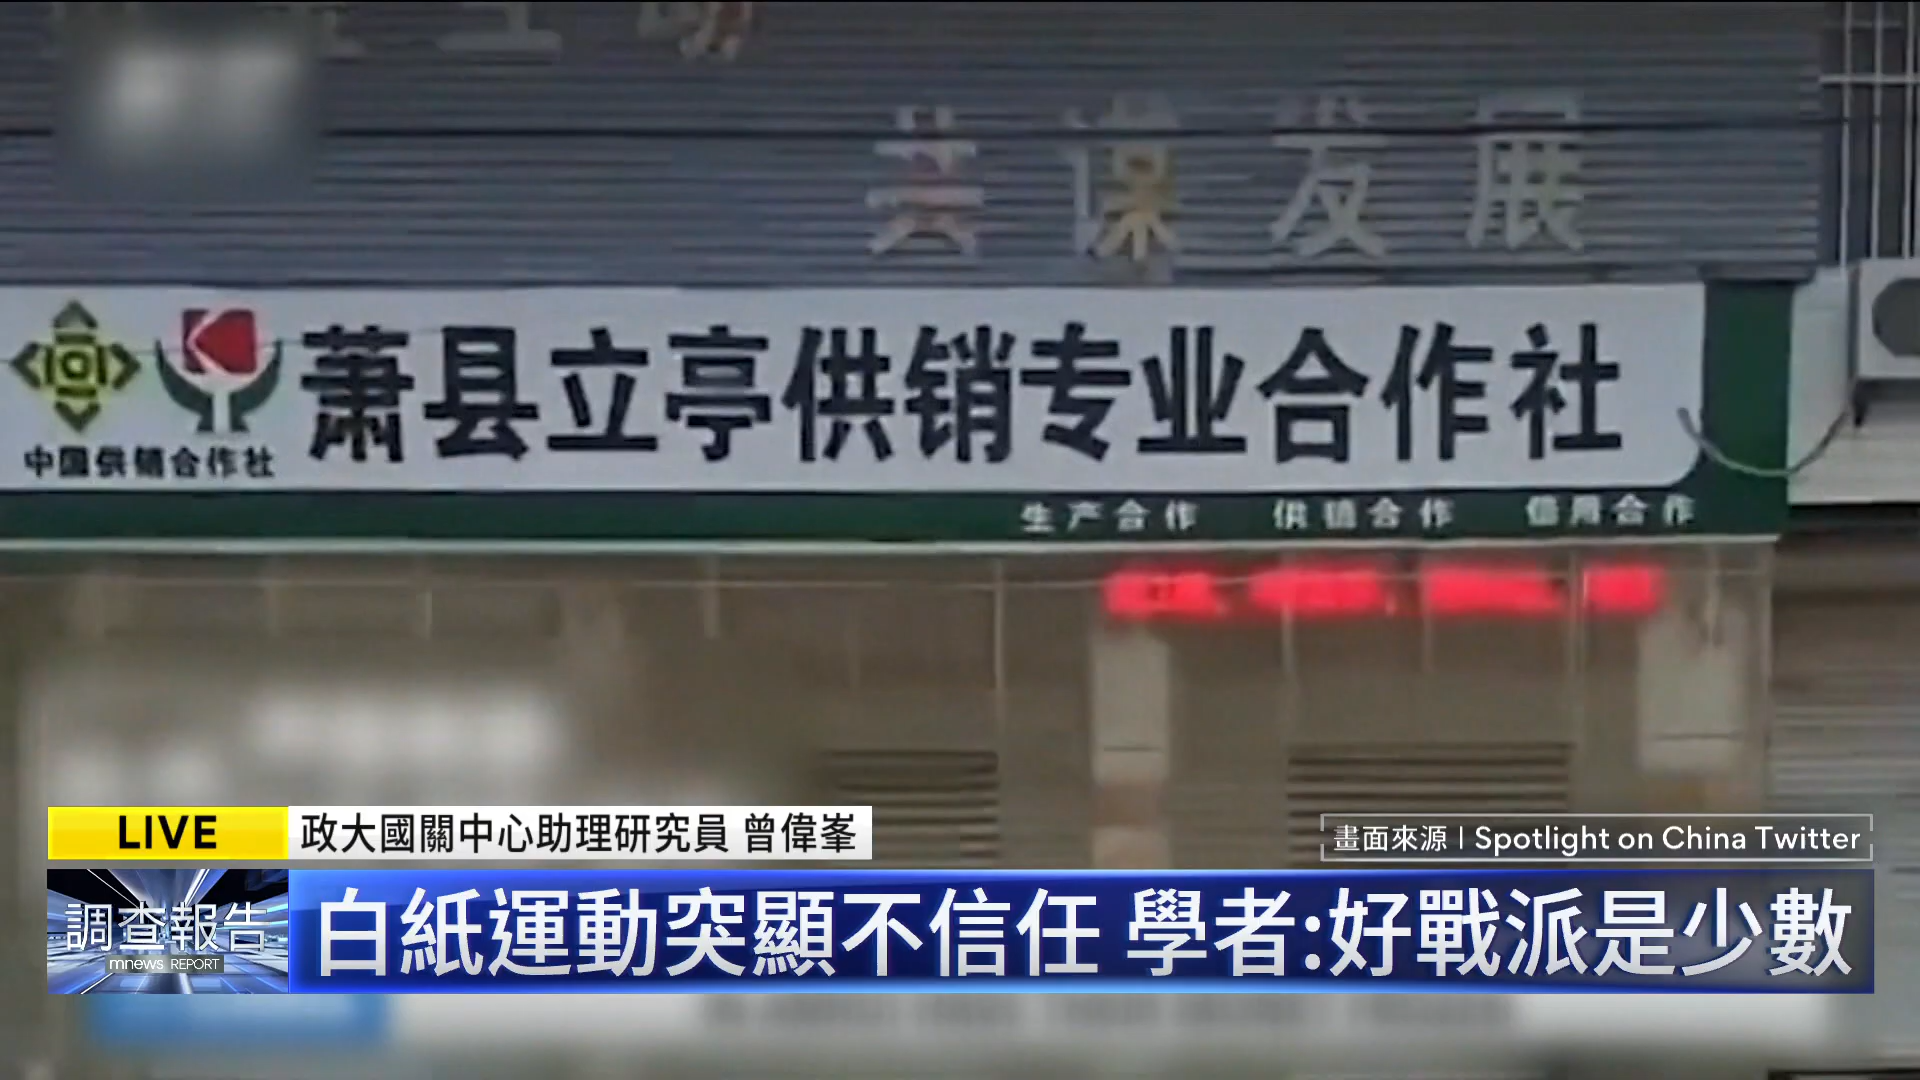 共谋发展
萧县立亭供销专业合作社
中国供销合作社
生产合作 供销合作 信用合作
LIVE
政大國關中心助理研究員 曾偉峯
畫面來源 | Spotlight on China Twitter
調查報告
mnews REPORT
白紙運動突顯不信任 學者:好戰派是少數